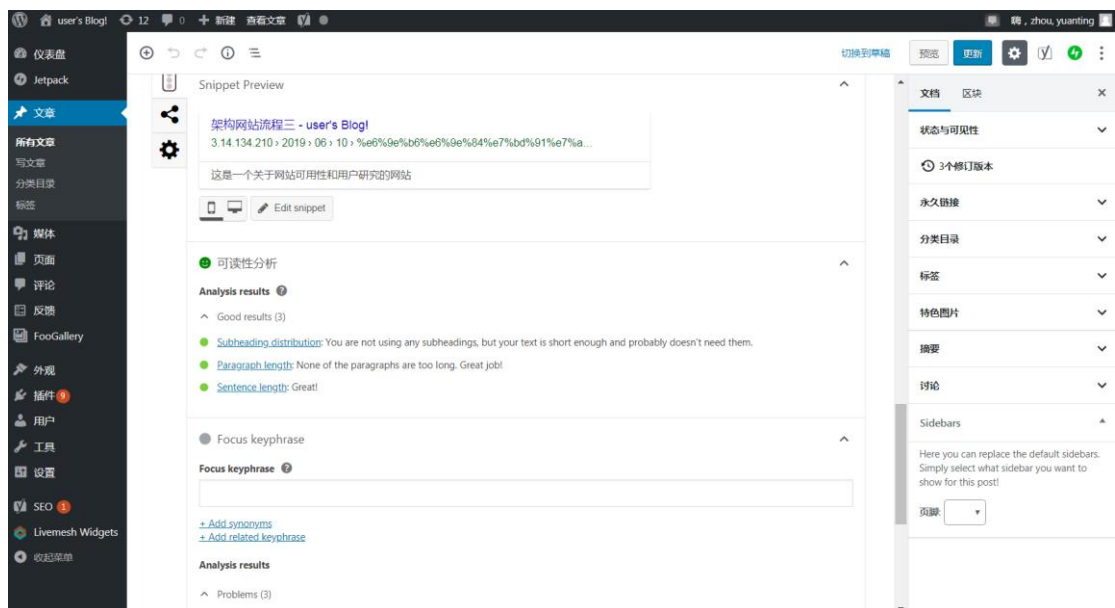 user's Blog! 12 0 新建 查看文章
嗨 , zhou, yuanting
仪表盘
Jetpack
文章
所有文章
写文章
分类目录
标签
媒体
页面
评论
反馈
FooGallery
外观
插件 9
用户
工具
设置
SEO 1
Livemesh Widgets
收起菜单
切换到草稿 预览 更新
Snippet Preview
架构网站流程三 - user's Blog!
3.14.134.210 › 2019 › 06 › 10 › %e6%9e%b6%e6%9e%84%e7%bd%91%e7%a...
这是一个关于网站可用性和用户研究的网站
Edit snippet
可读性分析
Analysis results
Good results (3)
Subheading distribution: You are not using any subheadings, but your text is short enough and probably doesn't need them.
Paragraph length: None of the paragraphs are too long. Great job!
Sentence length: Great!
Focus keyphrase
Focus keyphrase
+ Add synonyms
+ Add related keyphrase
Analysis results
Problems (3)
文档 区块
状态与可见性
3个修订版本
永久链接
分类目录
标签
特色图片
摘要
讨论
Sidebars
Here you can replace the default sidebars.
Simply select what sidebar you want to
show for this post!
页脚: